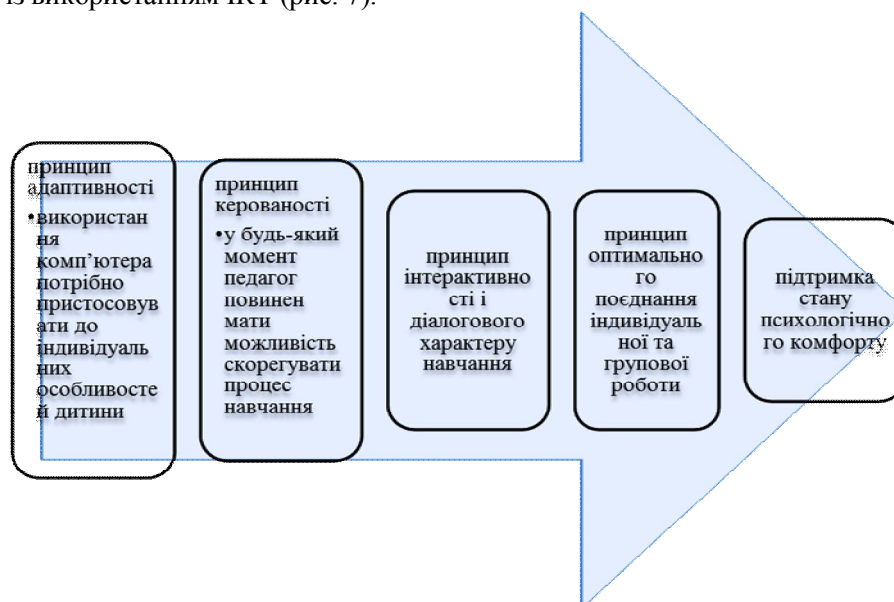 із використанням ІКТ (рис. 7).
принцип
адаптивності
•використан
ня
комп’ютера
потрібно
пристосовув
ати до
індивідуаль
них
особливосте
й дитини
принцип
керованості
•у будь-який
момент
педагог
повинен
мати
можливість
скорегувати
процес
навчання
принцип
інтерактивно
сті і
діалогового
характеру
навчання
принцип
оптимально
го
поєднання
індивідуаль
ної та
групової
роботи
підтримка
стану
психологічно
го комфорту